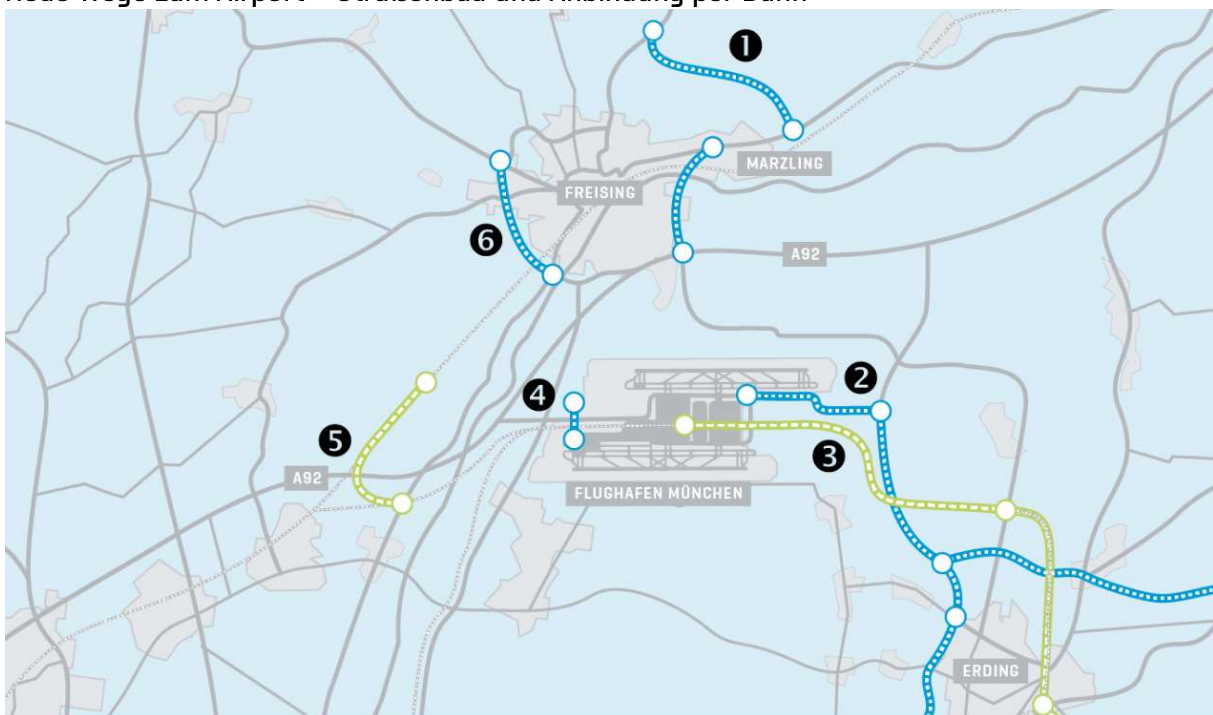 Neue Wege zum Airport – Straßenbau und Anbindung per Bahn
1
MARZLING
FREISING
6
A92
2
4
5
3
A92
FLUGHAFEN MÜNCHEN
ERDING